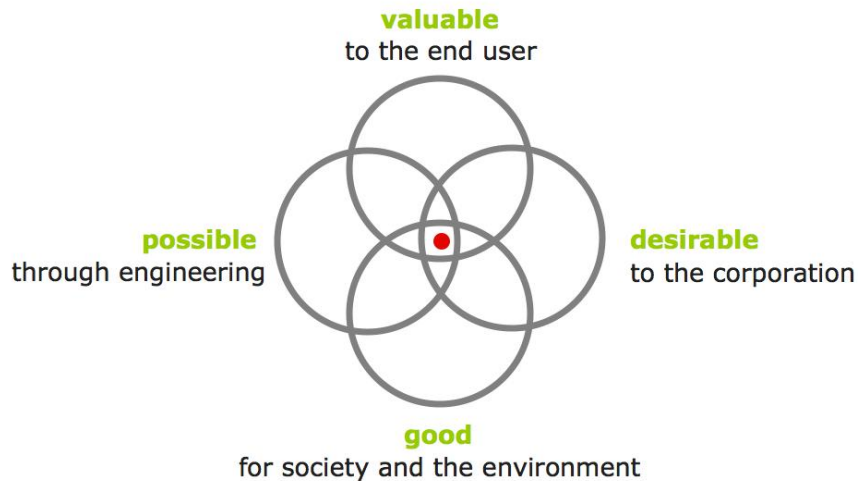 valuable
to the end user
possible
through engineering
desirable
to the corporation
good
for society and the environment